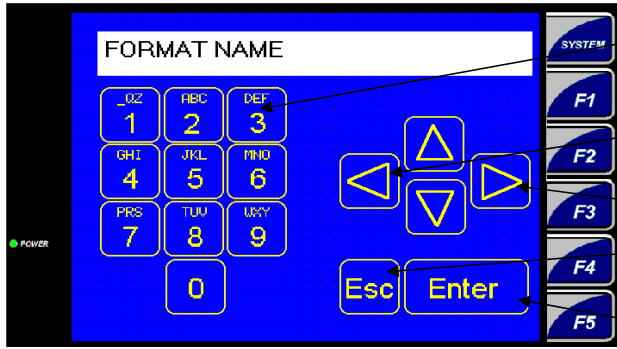 FORMAT NAME
SYSTEM
_QZ ABC DEF
1 2 3
F1
GHI JKL MNO
4 5 6
F2
PRS TUV WXY
7 8 9
F3
POWER
0
Esc Enter
F4
F5